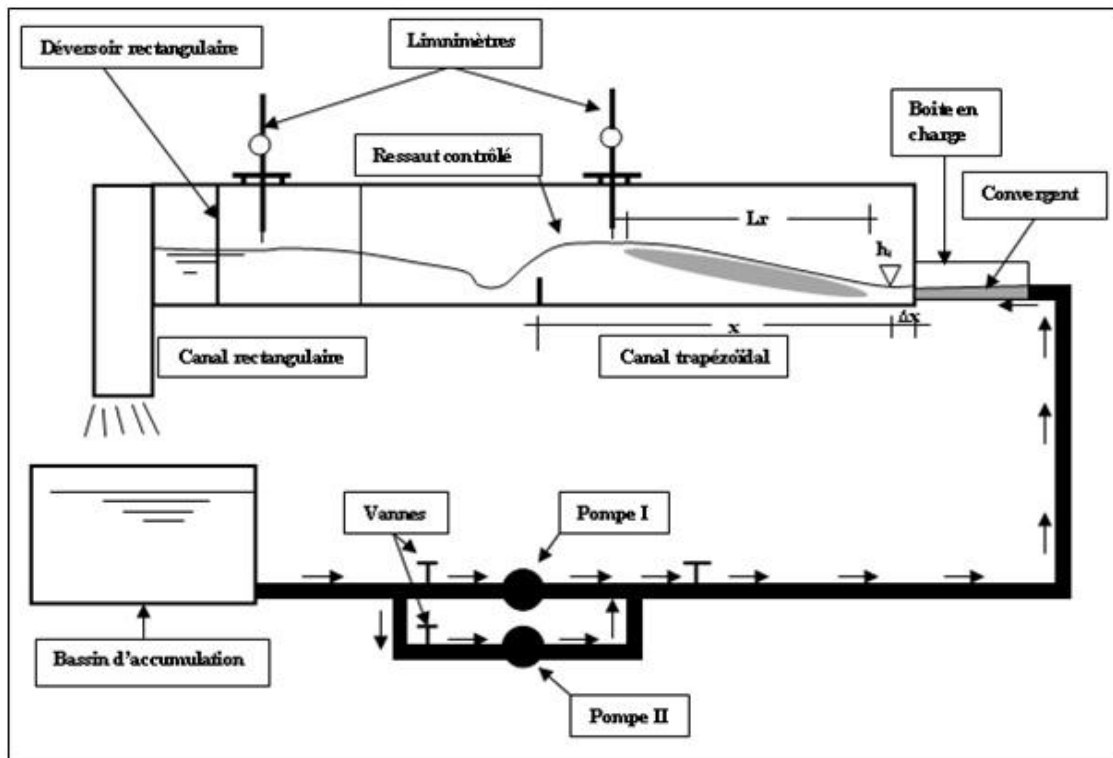 Déversoir rectangulaire
Limnimètres
Boite en
charge
Ressaut contrôlé
Convergent
Lr
h₁
x
Δx
Canal rectangulaire
Canal trapézoïdal
Vannes
Pompe I
Bassin d'accumulation
Pompe II